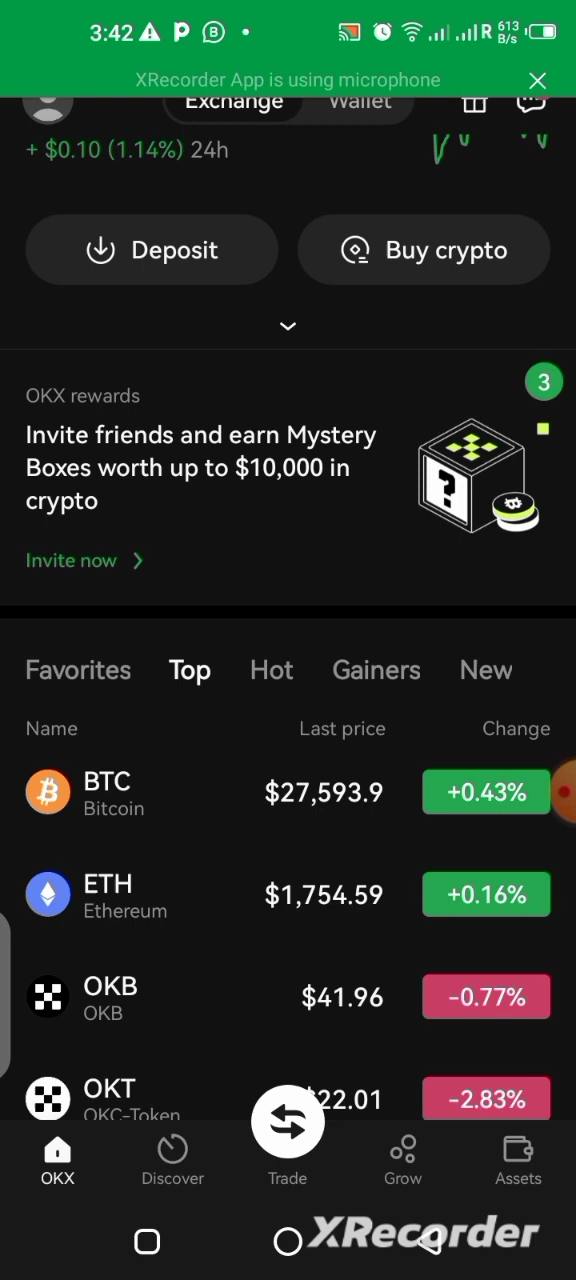 3:42
R 613 B/s
XRecorder App is using microphone
Exchange Wallet
+ $0.10 (1.14%) 24h
Deposit Buy crypto
3
OKX rewards
Invite friends and earn Mystery
Boxes worth up to $10,000 in
crypto
Invite now
Favorites Top Hot Gainers New
Name Last price Change
BTC $27,593.9 +0.43%
Bitcoin
ETH $1,754.59 +0.16%
Ethereum
OKB $41.96 -0.77%
OKB
OKT $22.01 -2.83%
OKC-Token
OKX Discover Trade Grow Assets
XRecorder